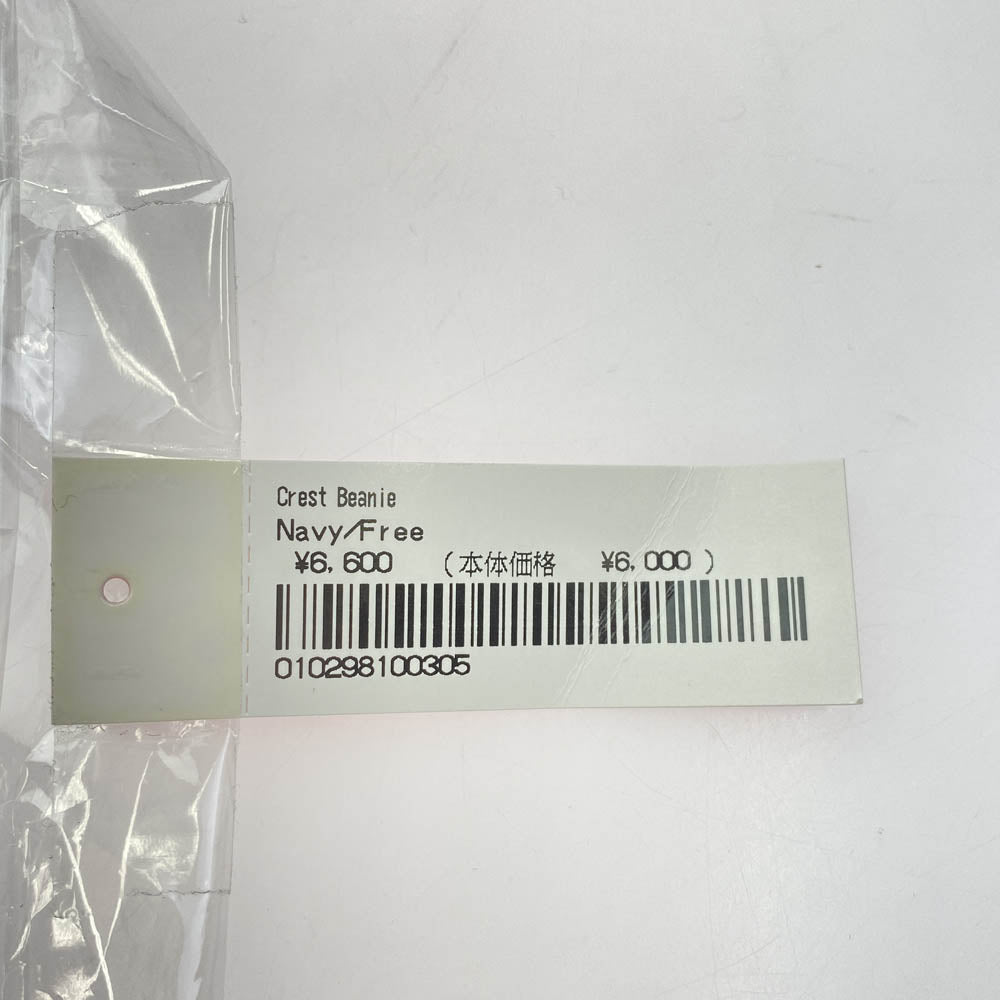 Crest Beanie
Navy/Free
¥6,600 (本体価格 ¥6,000)
010298100305